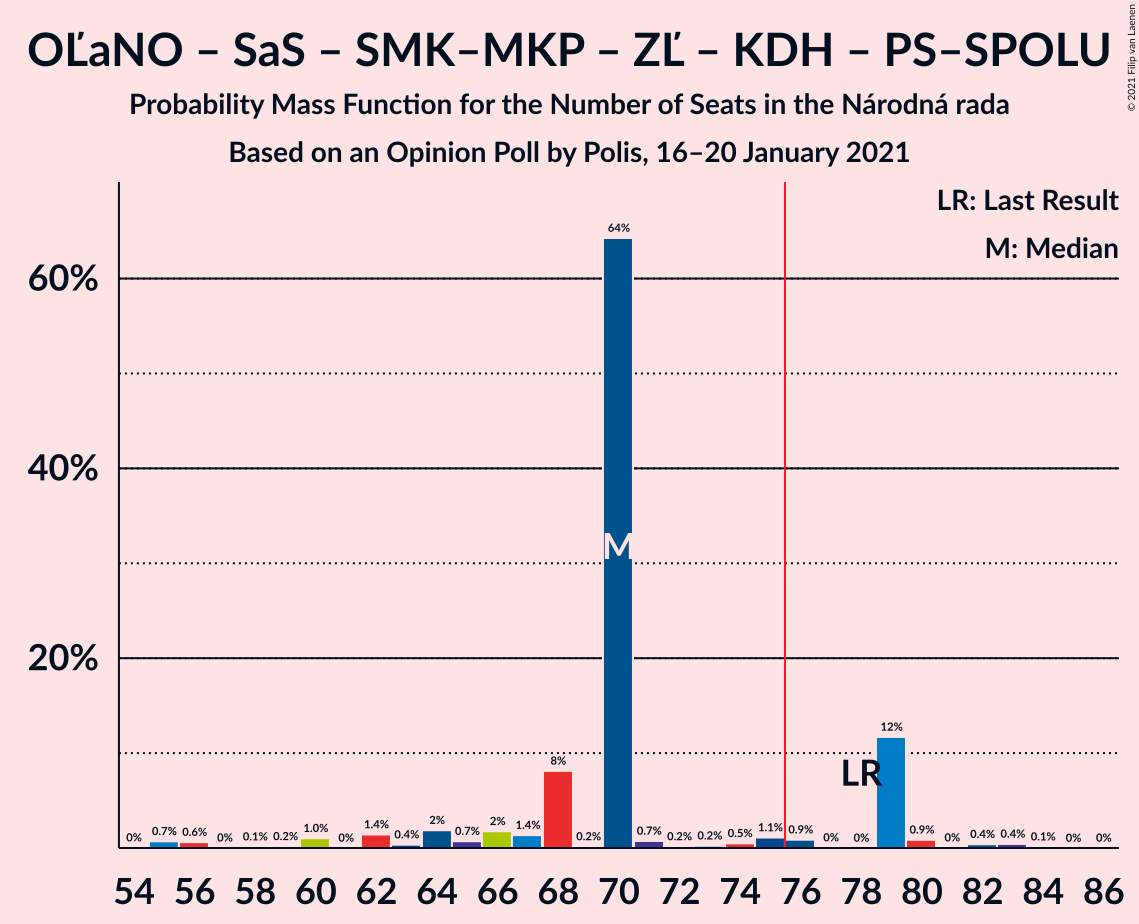 OĽaNO – SaS – SMK–MKP – ZĽ – KDH – PS–SPOLU
Probability Mass Function for the Number of Seats in the Národná rada
Based on an Opinion Poll by Polis, 16–20 January 2021
© 2021 Filip van Laenen
LR: Last Result
M: Median
60%
40%
20%
0% 0.7% 0.6% 0% 0.1% 0.2% 1.0% 0% 1.4% 0.4% 2% 0.7% 2% 1.4% 8% 0.2% 64% 0.7% 0.2% 0.2% 0.5% 1.1% 0.9% 0% 0% 12% 0.9% 0% 0.4% 0.4% 0.1% 0% 0%
M
LR
54 56 58 60 62 64 66 68 70 72 74 76 78 80 82 84 86